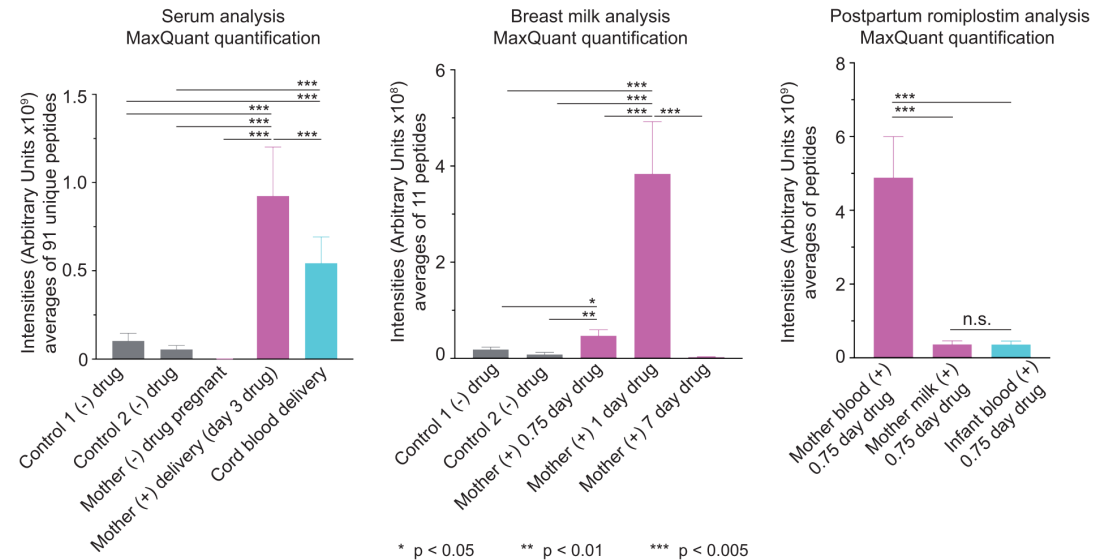 Serum analysis
MaxQuant quantification
Intensities (Arbitrary Units x10⁹)
averages of 91 unique peptides
1.5
1.0
0.5
0
***
***
***
***
***
***
Control 1 (-) drug
Control 2 (-) drug
Mother (-) drug pregnant
Mother (+) delivery (day 3 drug)
Cord blood delivery
Breast milk analysis
MaxQuant quantification
Intensities (Arbitrary Units x10⁸)
averages of 11 peptides
6
4
2
0
***
***
***
***
*
**
Control 1 (-) drug
Control 2 (-) drug
Mother (+) 0.75 day drug
Mother (+) 1 day drug
Mother (+) 7 day drug
Postpartum romiplostim analysis
MaxQuant quantification
Intensities (Arbitrary Units x10⁹)
averages of peptides
8
6
4
2
0
***
***
n.s.
Mother blood (+)
0.75 day drug
Mother milk (+)
0.75 day drug
Infant blood (+)
0.75 day drug
* p < 0.05
** p < 0.01
*** p < 0.005